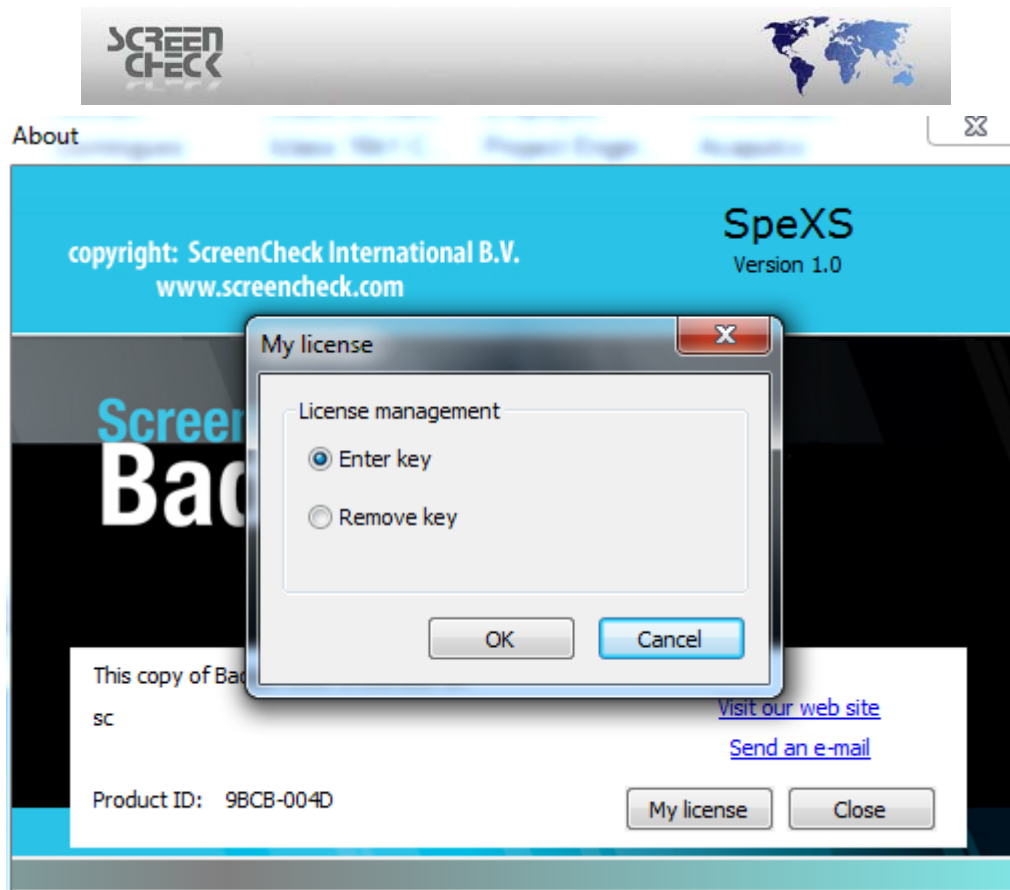 SCREEN
CHECK
About
copyright: ScreenCheck International B.V.
www.screencheck.com
SpeXS
Version 1.0
My license
License management
Enter key
Remove key
OK
Cancel
Screen
Bad
This copy of Bad
sc
Visit our web site
Send an e-mail
Product ID: 9BCB-004D
My license
Close